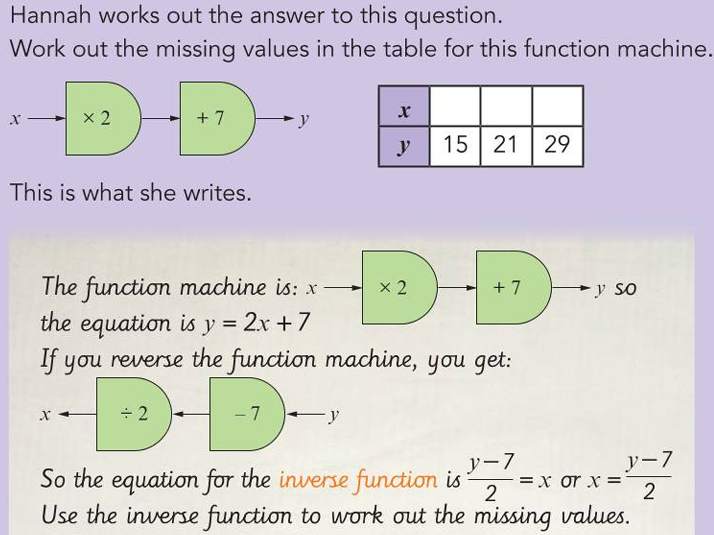 Hannah works out the answer to this question.
Work out the missing values in the table for this function machine.
x × 2 + 7 y
x
y 15 21 29
This is what she writes.
The function machine is: x × 2 + 7 y so
the equation is y = 2x + 7
If you reverse the function machine, you get:
x ÷ 2 − 7 y
So the equation for the inverse function is y−7/2 = x or x = y−7/2
Use the inverse function to work out the missing values.